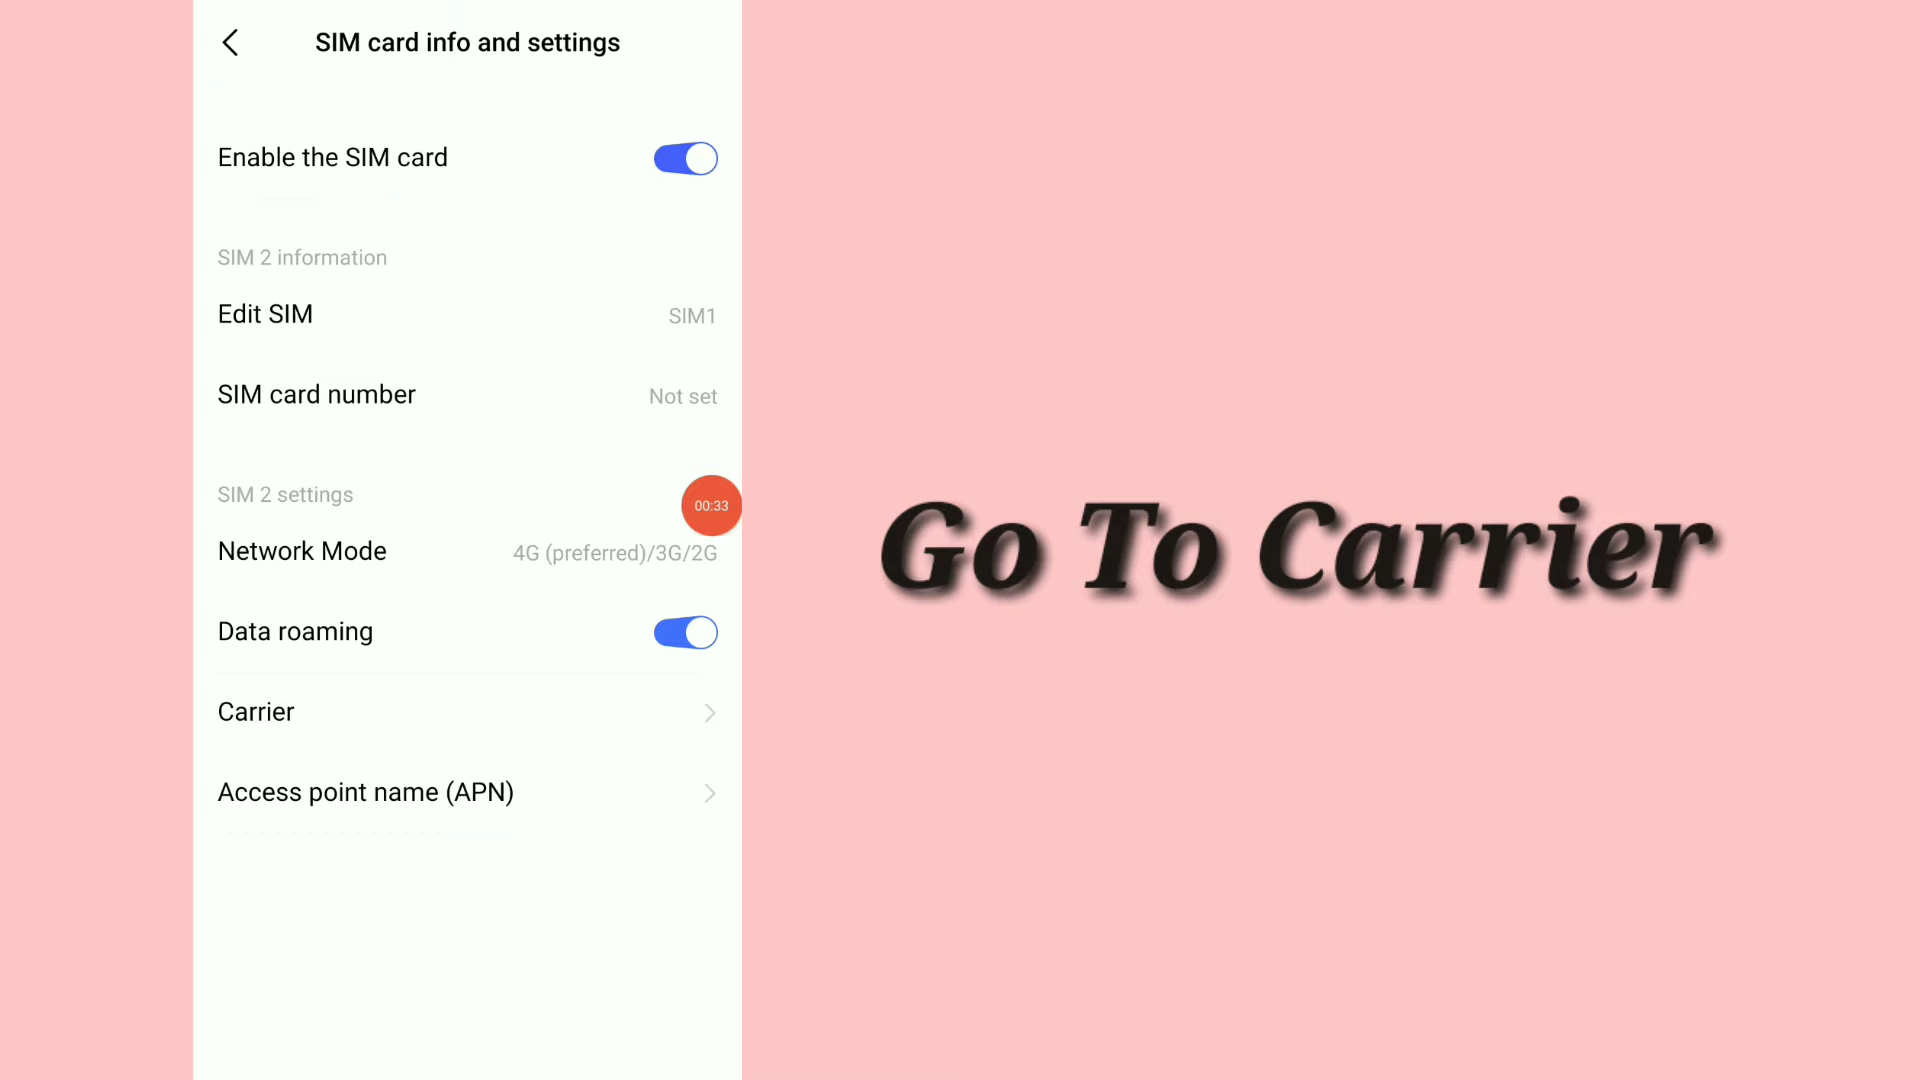 SIM card info and settings
Enable the SIM card
SIM 2 information
Edit SIM SIM1
SIM card number Not set
SIM 2 settings
00:33
Network Mode 4G (preferred)/3G/2G
Data roaming
Carrier
Access point name (APN)
Go To Carrier